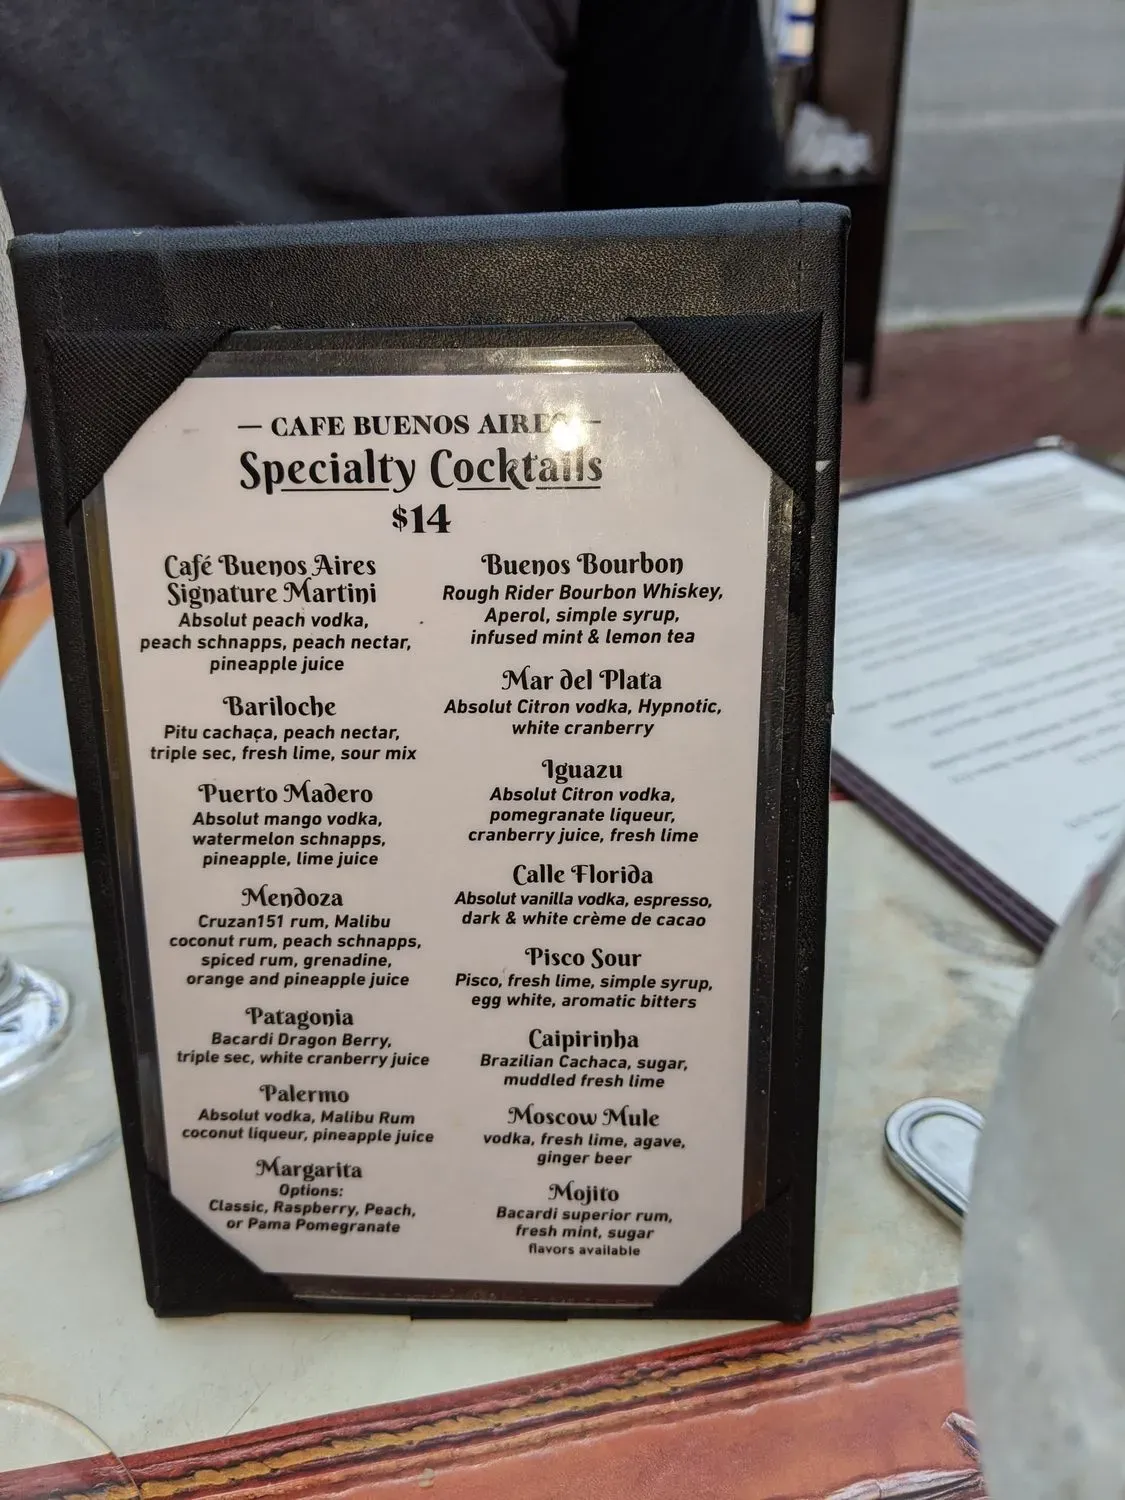 — CAFE BUENOS AIRES —
Specialty Cocktails
$14
Café Buenos Aires
Signature Martini
Absolut peach vodka,
peach schnapps, peach nectar,
pineapple juice
Bariloche
Pitu cachaça, peach nectar,
triple sec, fresh lime, sour mix
Puerto Madero
Absolut mango vodka,
watermelon schnapps,
pineapple, lime juice
Mendoza
Cruzan151 rum, Malibu
coconut rum, peach schnapps,
spiced rum, grenadine,
orange and pineapple juice
Patagonia
Bacardi Dragon Berry,
triple sec, white cranberry juice
Palermo
Absolut vodka, Malibu Rum
coconut liqueur, pineapple juice
Margarita
Options:
Classic, Raspberry, Peach,
or Pama Pomegranate
Buenos Bourbon
Rough Rider Bourbon Whiskey,
Aperol, simple syrup,
infused mint & lemon tea
Mar del Plata
Absolut Citron vodka, Hypnotic,
white cranberry
Iguazu
Absolut Citron vodka,
pomegranate liqueur,
cranberry juice, fresh lime
Calle Florida
Absolut vanilla vodka, espresso,
dark & white crème de cacao
Pisco Sour
Pisco, fresh lime, simple syrup,
egg white, aromatic bitters
Caipirinha
Brazilian Cachaca, sugar,
muddled fresh lime
Moscow Mule
vodka, fresh lime, agave,
ginger beer
Mojito
Bacardi superior rum,
fresh mint, sugar
flavors available